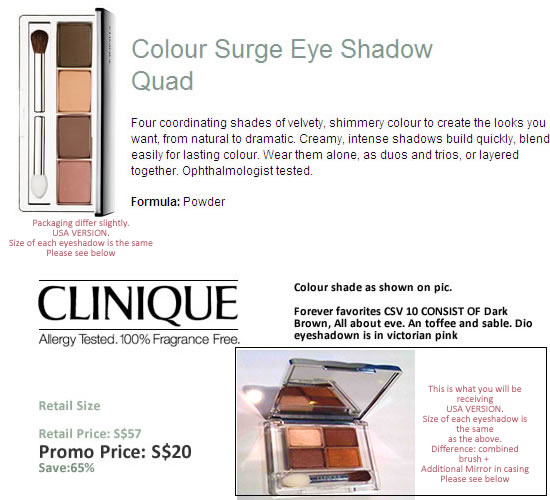 Colour Surge Eye Shadow
Quad
Four coordinating shades of velvety, shimmery colour to create the looks you
want, from natural to dramatic. Creamy, intense shadows build quickly, blend
easily for lasting colour. Wear them alone, as duos and trios, or layered
together. Ophthalmologist tested.
Formula: Powder
Packaging differ slightly.
USA VERSION.
Size of each eyeshadow is the same
Please see below
CLINIQUE
Allergy Tested. 100% Fragrance Free.
Colour shade as shown on pic.
Forever favorites CSV 10 CONSIST OF Dark
Brown, All about eve. An toffee and sable. Dio
eyeshadown is in victorian pink
Retail Size
Retail Price: S$57
Promo Price: S$20
Save:65%
This is what you will be
receiving
USA VERSION.
Size of each eyeshadow is
the same
as the above.
Difference: combined
brush +
Additional Mirror in casing
Please see below